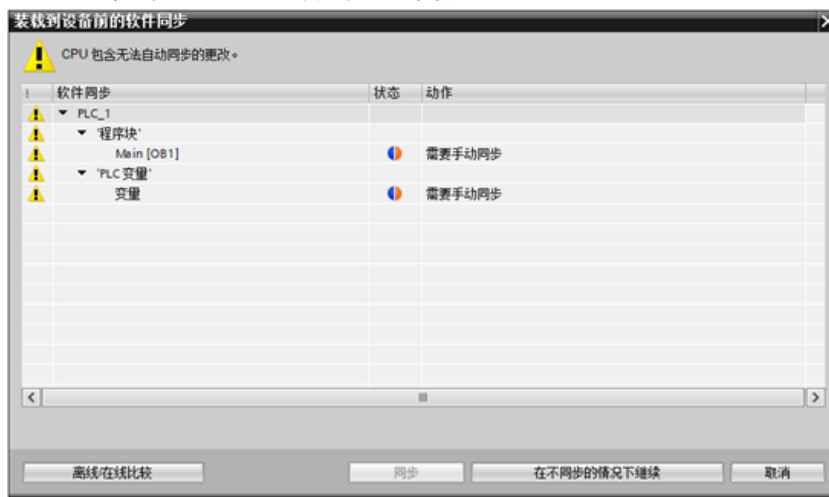 装载到设备前的软件同步
CPU 包含无法自动同步的更改。
! 软件同步 状态 动作
PLC_1
'程序块'
Main [OB1] 需要手动同步
'PLC 变量'
变量 需要手动同步
离线/在线比较 同步 在不同步的情况下继续 取消